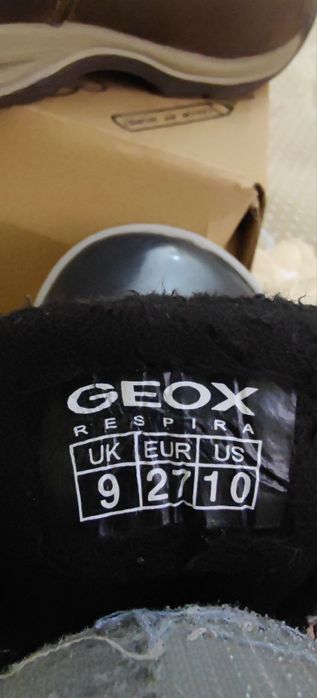 GEOX
RESPIRA
UK EUR US
9 27 10